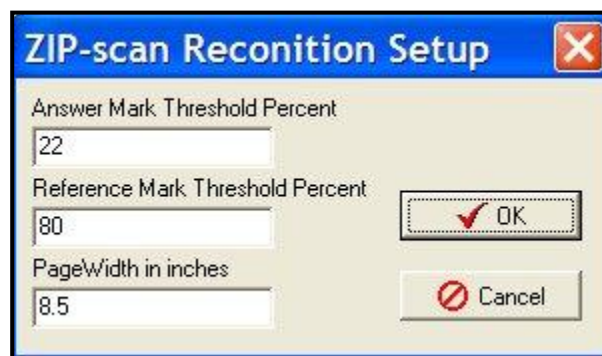 ZIP-scan Reconition Setup
Answer Mark Threshold Percent
22
Reference Mark Threshold Percent
80
OK
PageWidth in inches
8.5
Cancel